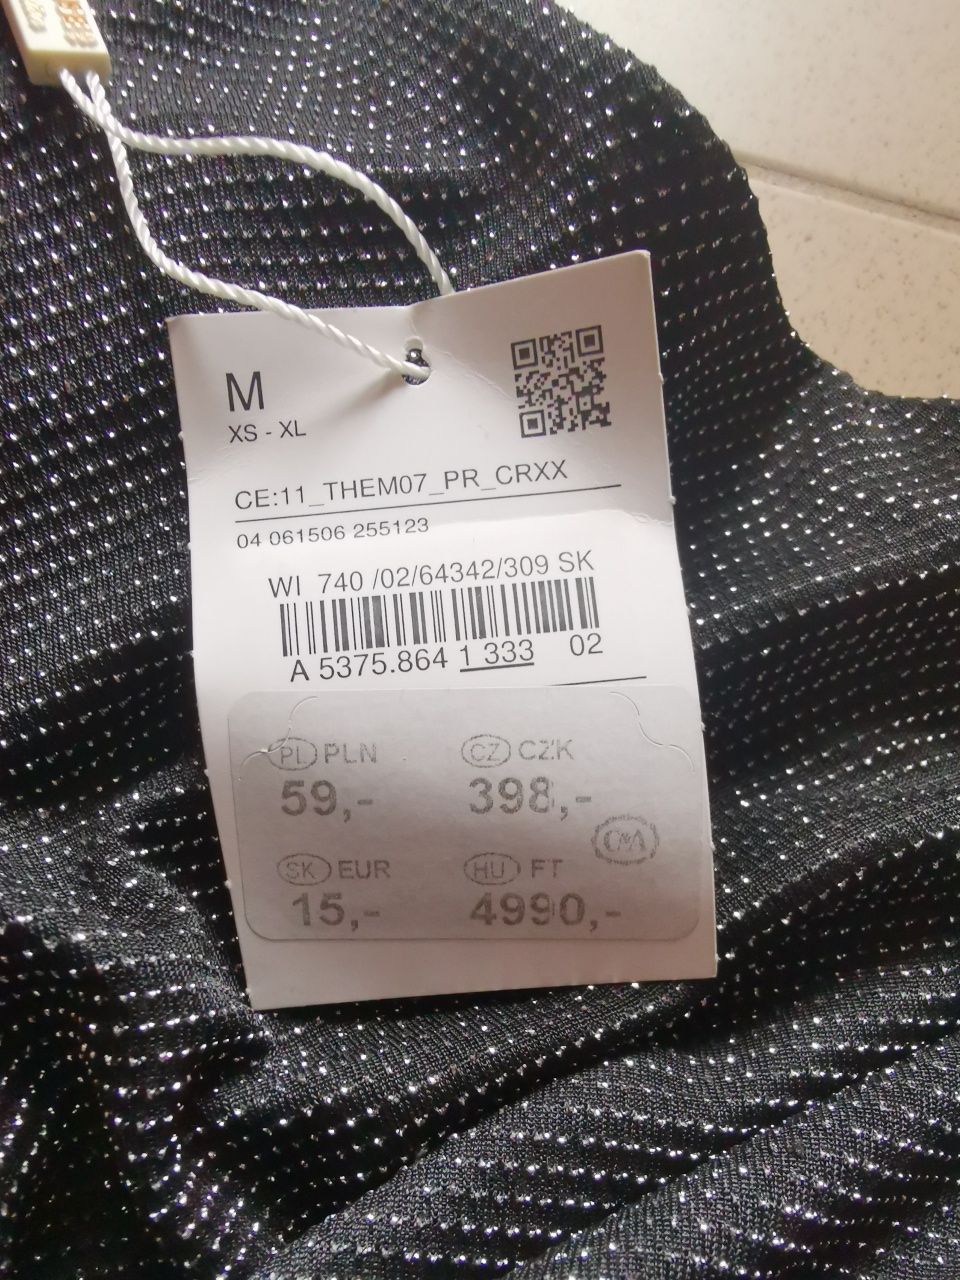 M
XS - XL
CE:11_THEM07_PR_CRXX
04 061506 255123
WI 740 /02/64342/309 SK
A 5375.864 1 333 02
PL PLN
59,-
CZ CZK
398,-
C&A
SK EUR
15,-
HU FT
4990,-